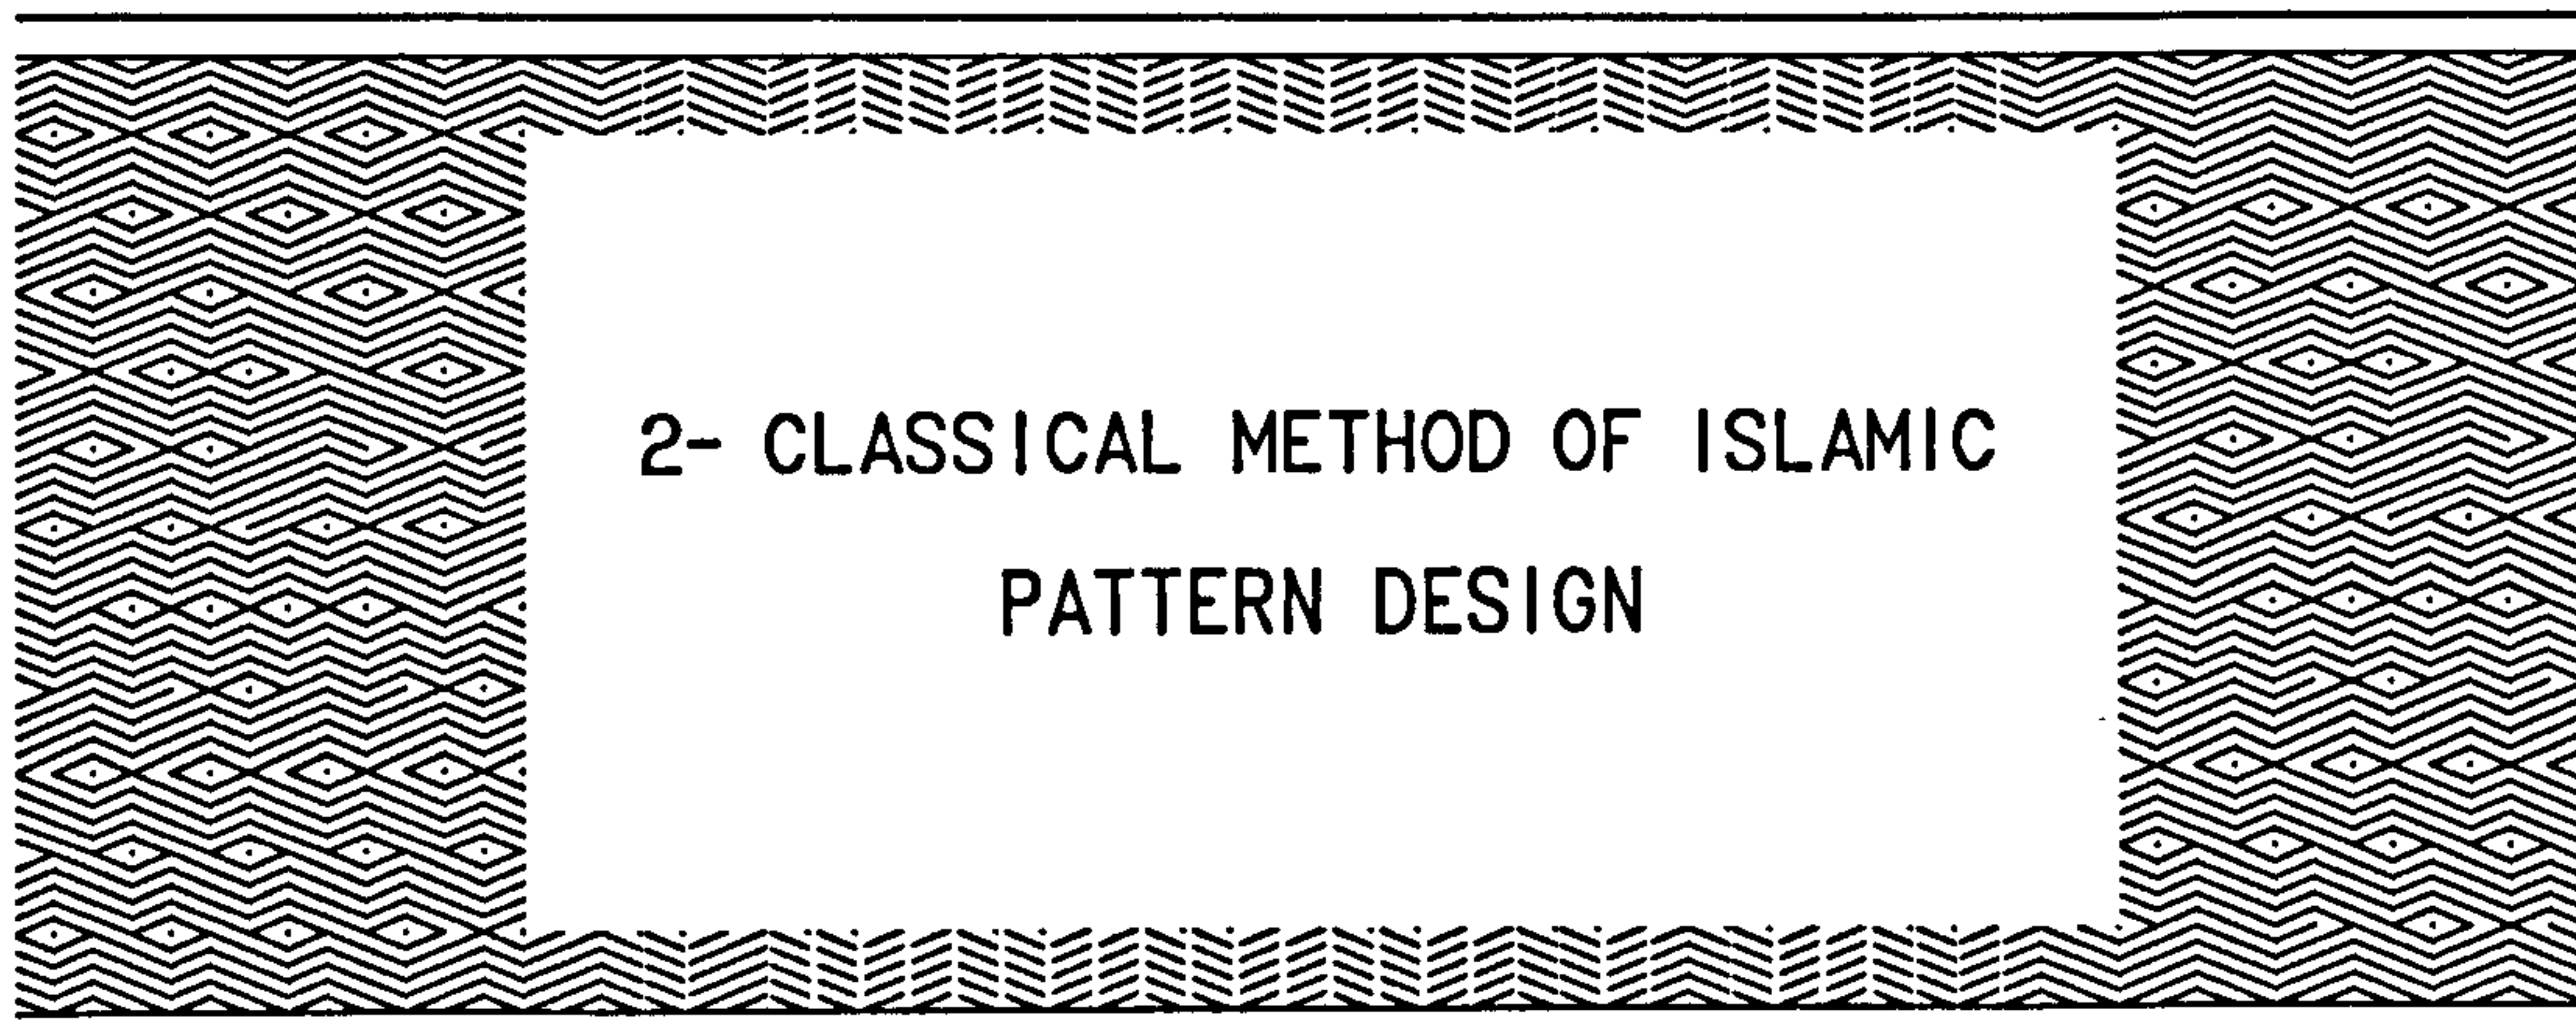 2- CLASSICAL METHOD OF ISLAMIC
PATTERN DESIGN